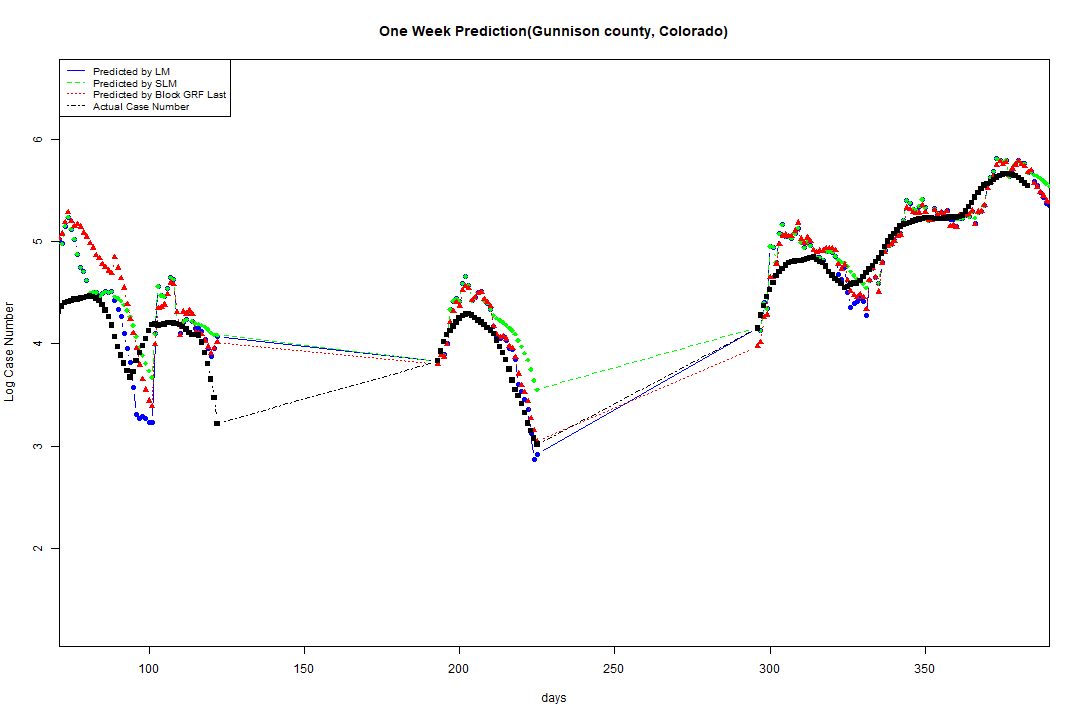 One Week Prediction(Gunnison county, Colorado)
Predicted by LM
Predicted by SLM
Predicted by Block GRF Last
Actual Case Number
6
5
4
3
2
Log Case Number
100 150 200 250 300 350
days